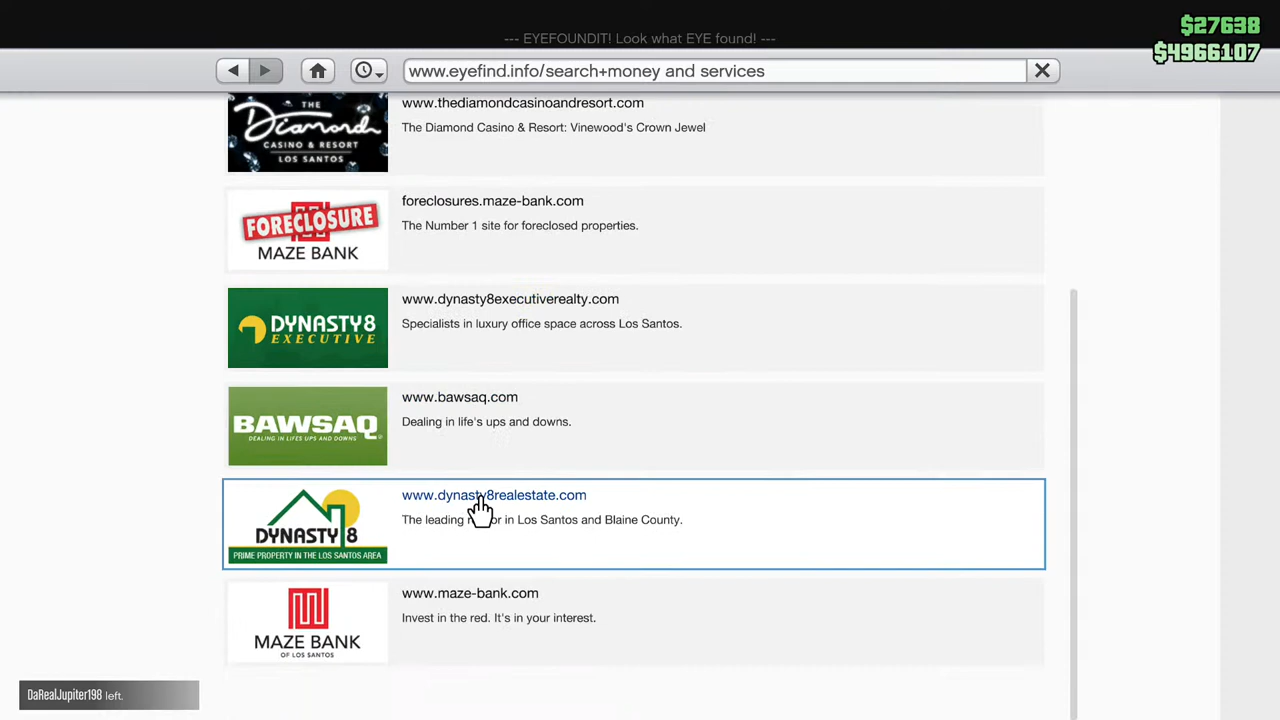 --- EYEFOUNDIT! Look what EYE found! ---
$27638
$4966107
www.eyefind.info/search+money and services
THE
Diamond
CASINO & RESORT
LOS SANTOS
www.thediamondcasinoandresort.com
The Diamond Casino & Resort: Vinewood's Crown Jewel
FORECLOSURE
MAZE BANK
foreclosures.maze-bank.com
The Number 1 site for foreclosed properties.
DYNASTY 8
EXECUTIVE
www.dynasty8executiverealty.com
Specialists in luxury office space across Los Santos.
BAWSAQ
DEALING IN LIFE'S UPS AND DOWNS
www.bawsaq.com
Dealing in life's ups and downs.
DYNASTY 8
PRIME PROPERTY IN THE LOS SANTOS AREA
www.dynasty8realestate.com
The leading in Los Santos and Blaine County.
MAZE BANK
OF LOS SANTOS
www.maze-bank.com
Invest in the red. It's in your interest.
DaRealJupiter198 left.